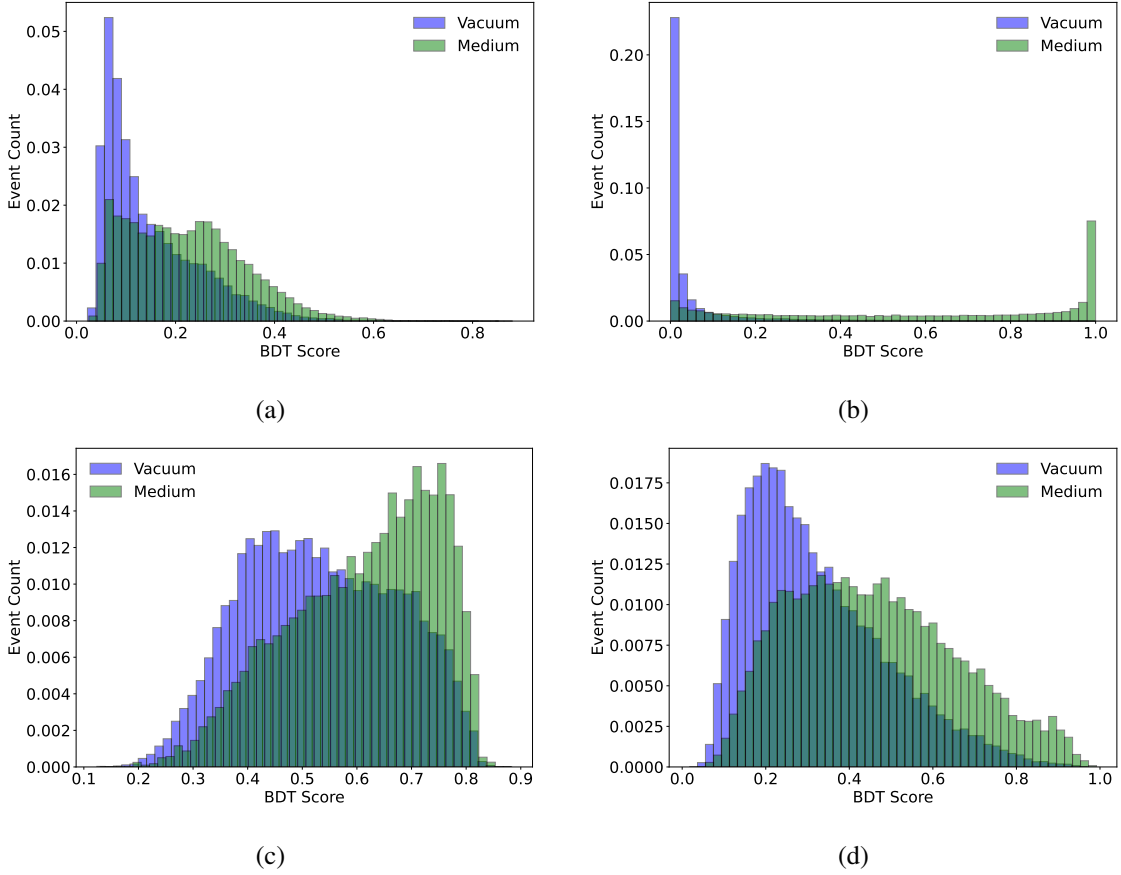 Vacuum
Medium
Event Count
0.05
0.04
0.03
0.02
0.01
0.00
0.0 0.2 0.4 0.6 0.8
BDT Score
(a)
Vacuum
Medium
Event Count
0.20
0.15
0.10
0.05
0.00
0.0 0.2 0.4 0.6 0.8 1.0
BDT Score
(b)
Vacuum
Medium
Event Count
0.016
0.014
0.012
0.010
0.008
0.006
0.004
0.002
0.000
0.1 0.2 0.3 0.4 0.5 0.6 0.7 0.8 0.9
BDT Score
(c)
Vacuum
Medium
Event Count
0.0175
0.0150
0.0125
0.0100
0.0075
0.0050
0.0025
0.0000
0.0 0.2 0.4 0.6 0.8 1.0
BDT Score
(d)